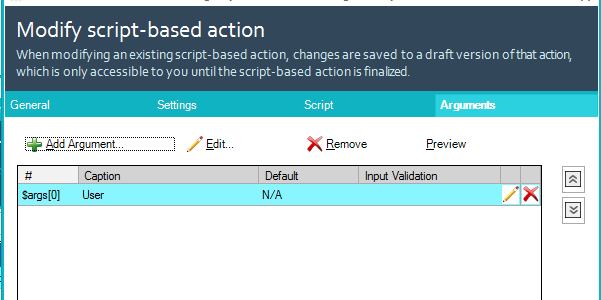 Modify script-based action
When modifying an existing script-based action, changes are saved to a draft version of that action,
which is only accessible to you until the script-based action is finalized.
General Settings Script Arguments
Add Argument... Edit... Remove Preview
# Caption Default Input Validation
$args[0] User N/A